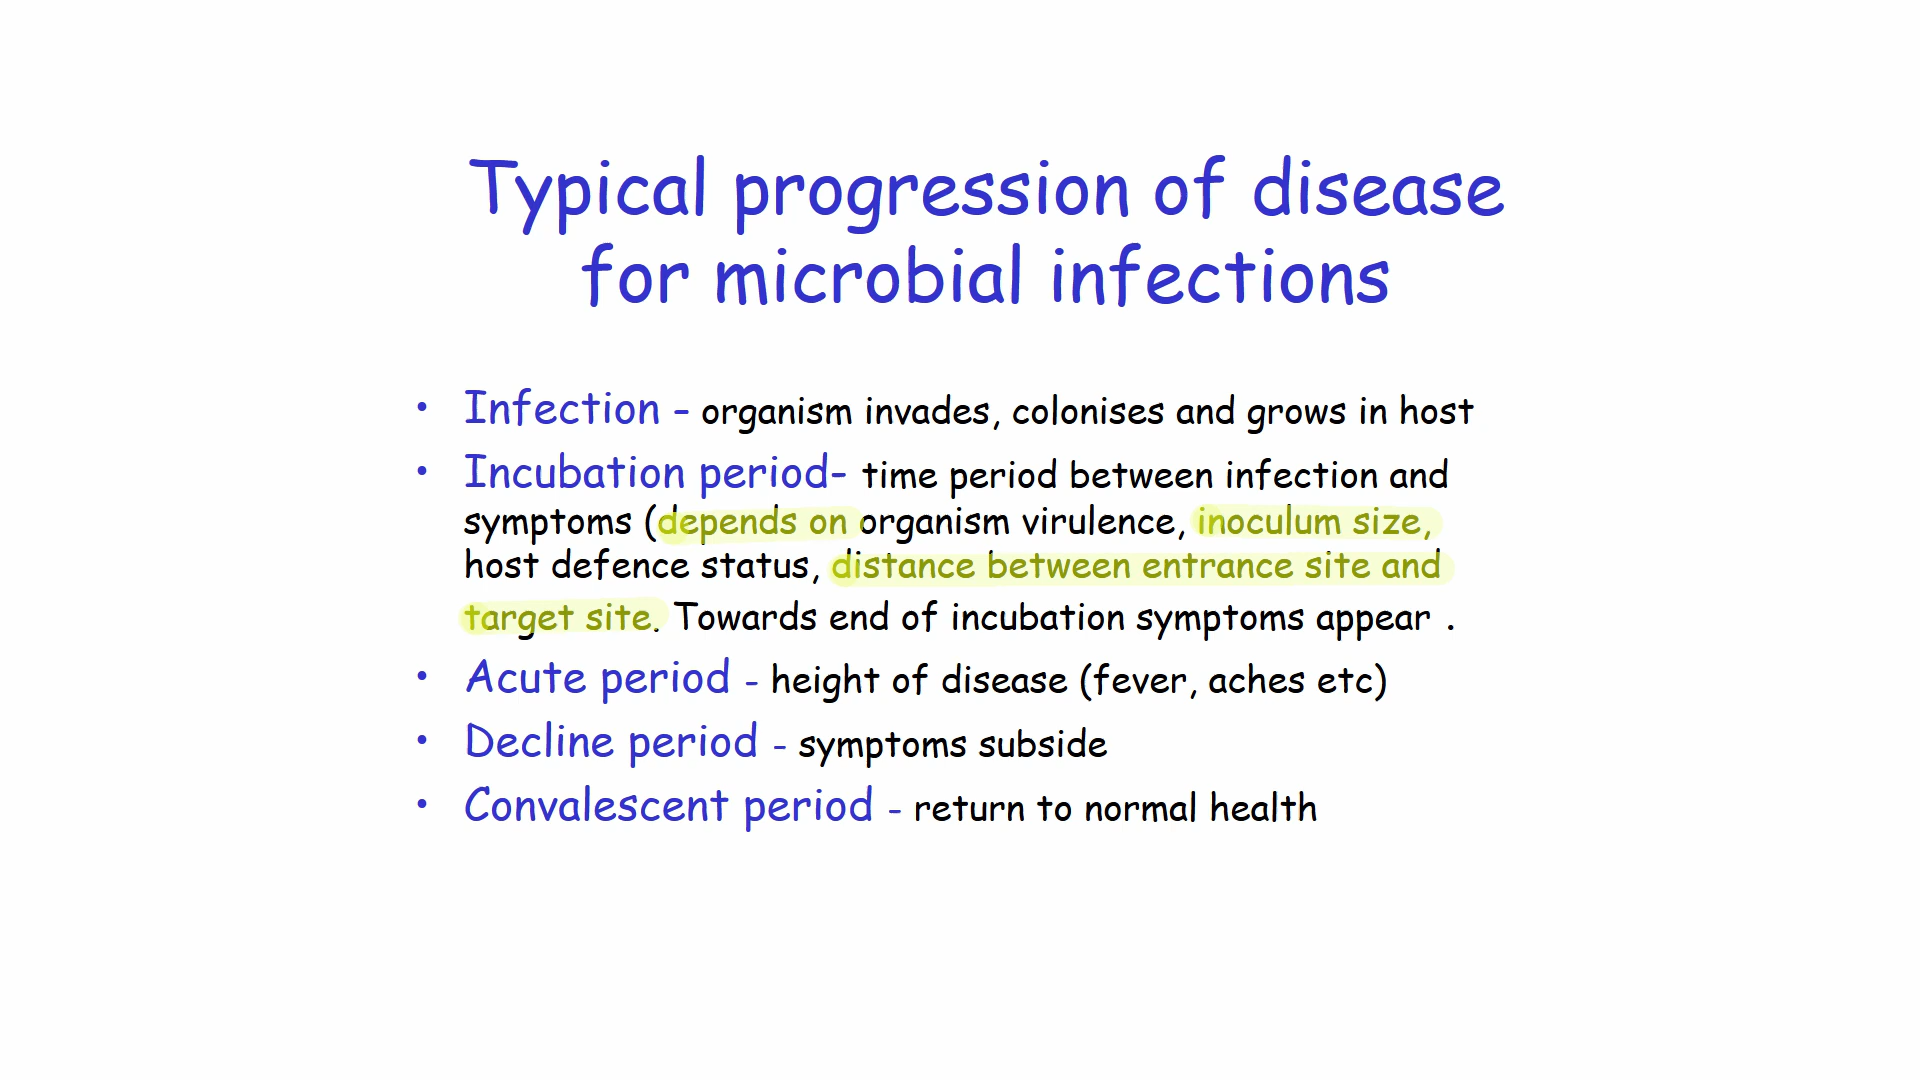 Typical progression of disease
for microbial infections
• Infection - organism invades, colonises and grows in host
• Incubation period- time period between infection and
symptoms (depends on organism virulence, inoculum size,
host defence status, distance between entrance site and
target site. Towards end of incubation symptoms appear .
• Acute period - height of disease (fever, aches etc)
• Decline period - symptoms subside
• Convalescent period - return to normal health